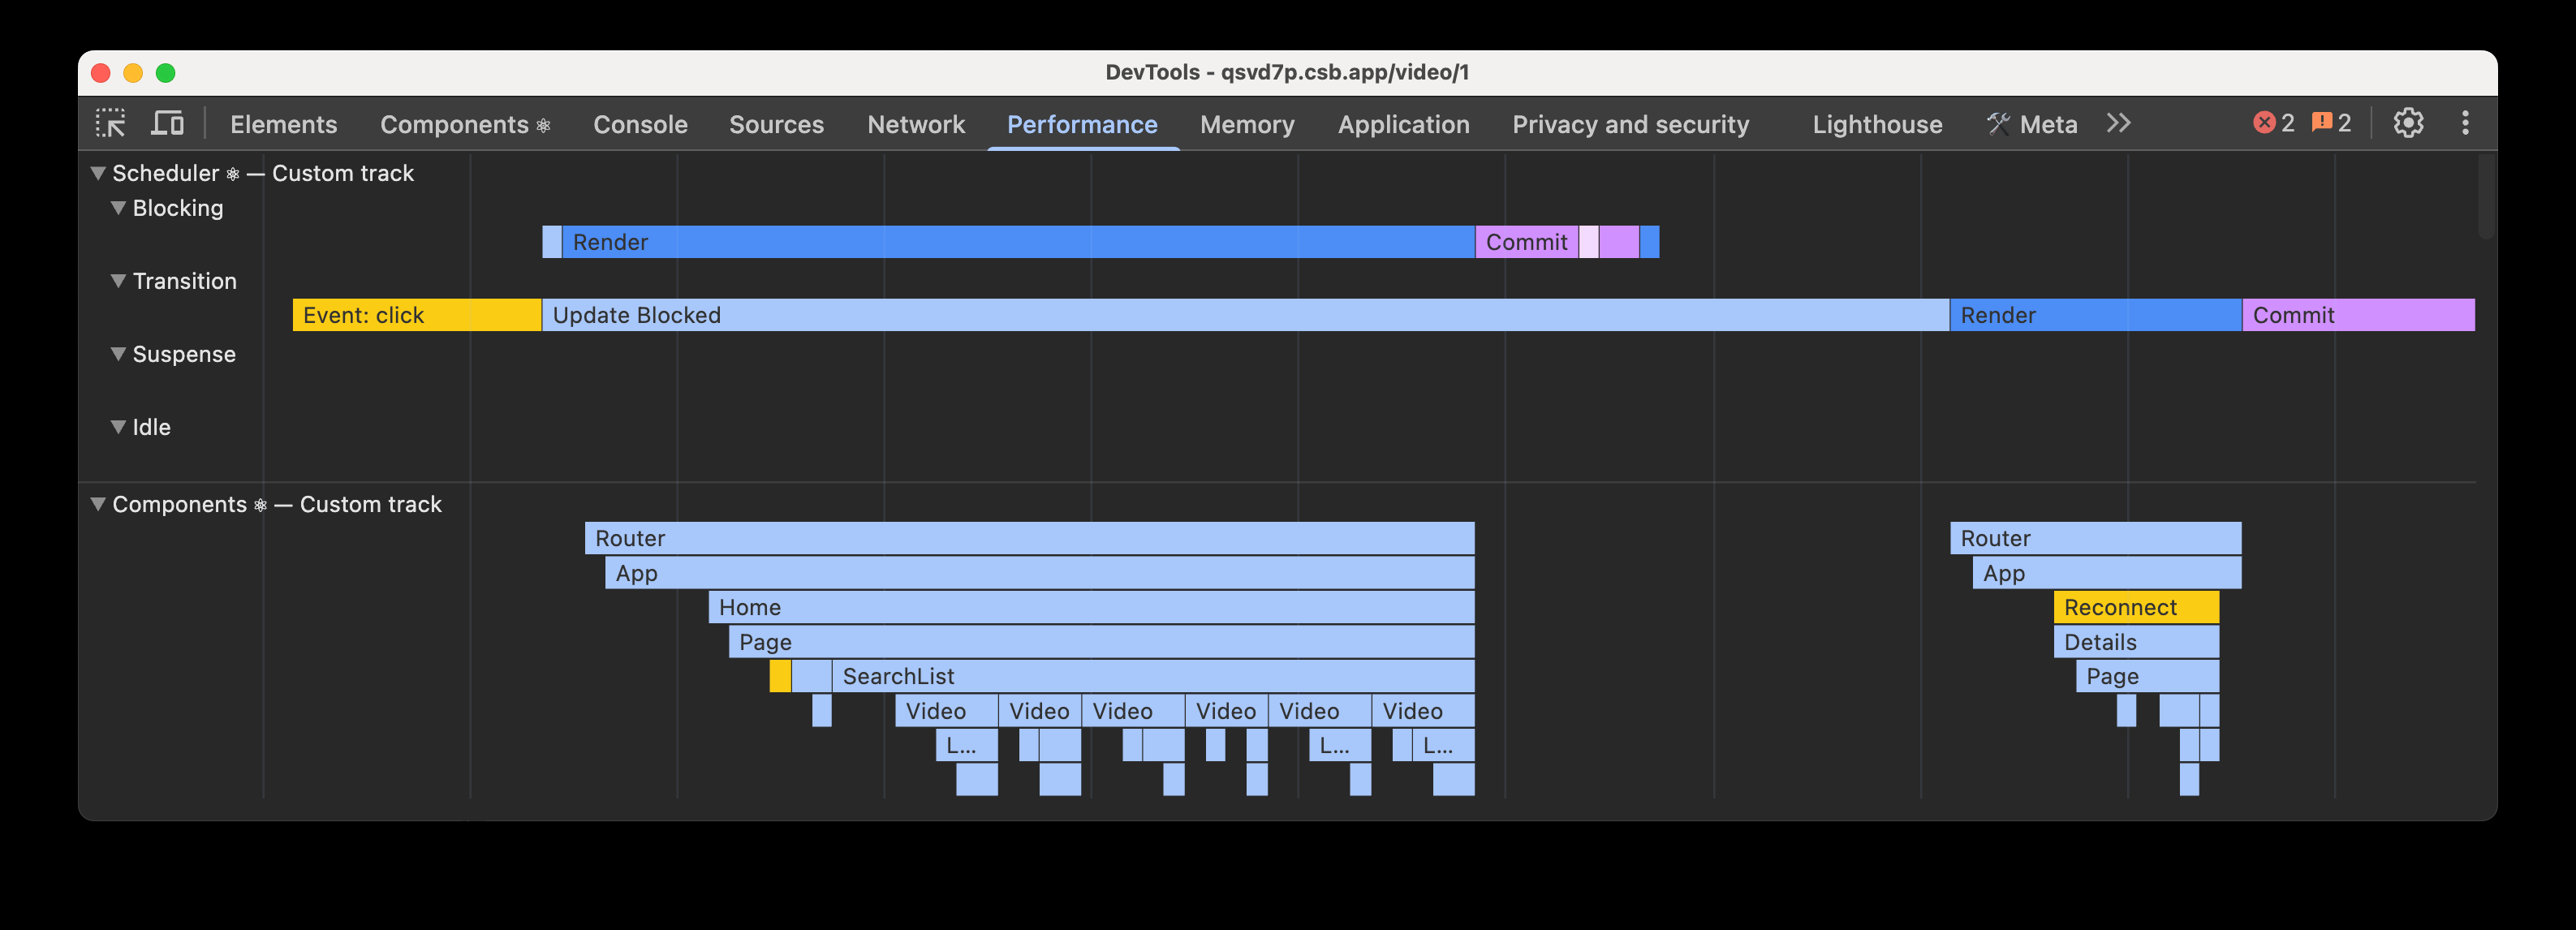 DevTools - qsvd7p.csb.app/video/1
Elements Components ⚛ Console Sources Network Performance Memory Application Privacy and security Lighthouse 🛠 Meta 2 2
Scheduler ⚛ — Custom track
Blocking
Render Commit
Transition
Event: click Update Blocked Render Commit
Suspense
Idle
Components ⚛ — Custom track
Router Router
App App
Home Reconnect
Page Details
SearchList Page
Video Video Video Video Video Video
L... L... L...